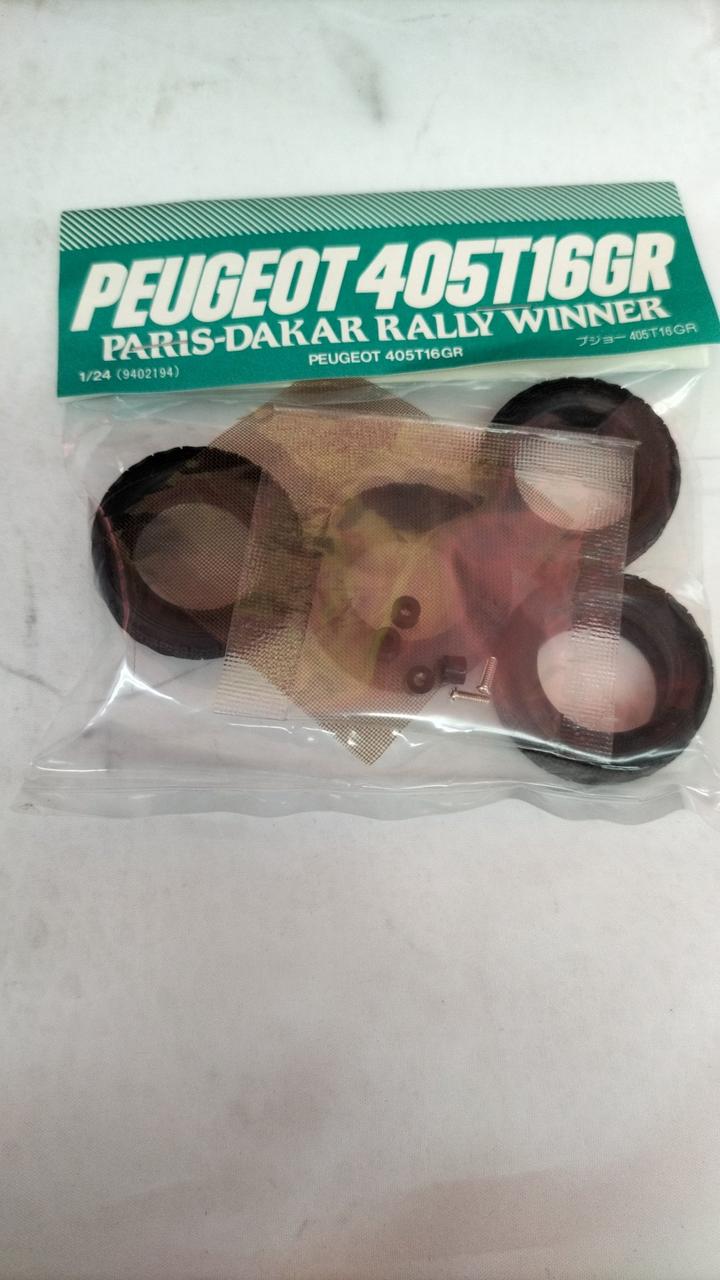 PEUGEOT 405T16GR
PARIS-DAKAR RALLY WINNER
PEUGEOT 405T16GR
プジョー 405T16GR
1/24 (9402194)